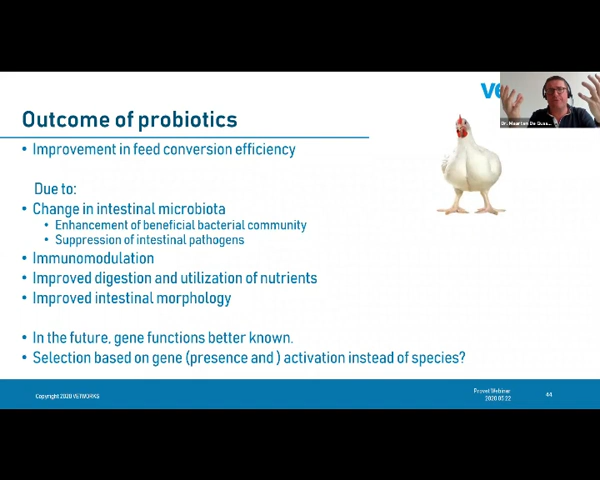 ve
Outcome of probiotics
• Improvement in feed conversion efficiency
Due to:
• Change in intestinal microbiota
• Enhancement of beneficial bacterial community
• Suppression of intestinal pathogens
• Immunomodulation
• Improved digestion and utilization of nutrients
• Improved intestinal morphology
• In the future, gene functions better known.
• Selection based on gene (presence and ) activation instead of species?
Copyright 2020 VETWORKS
Provet Webinar
2020 05 22
44